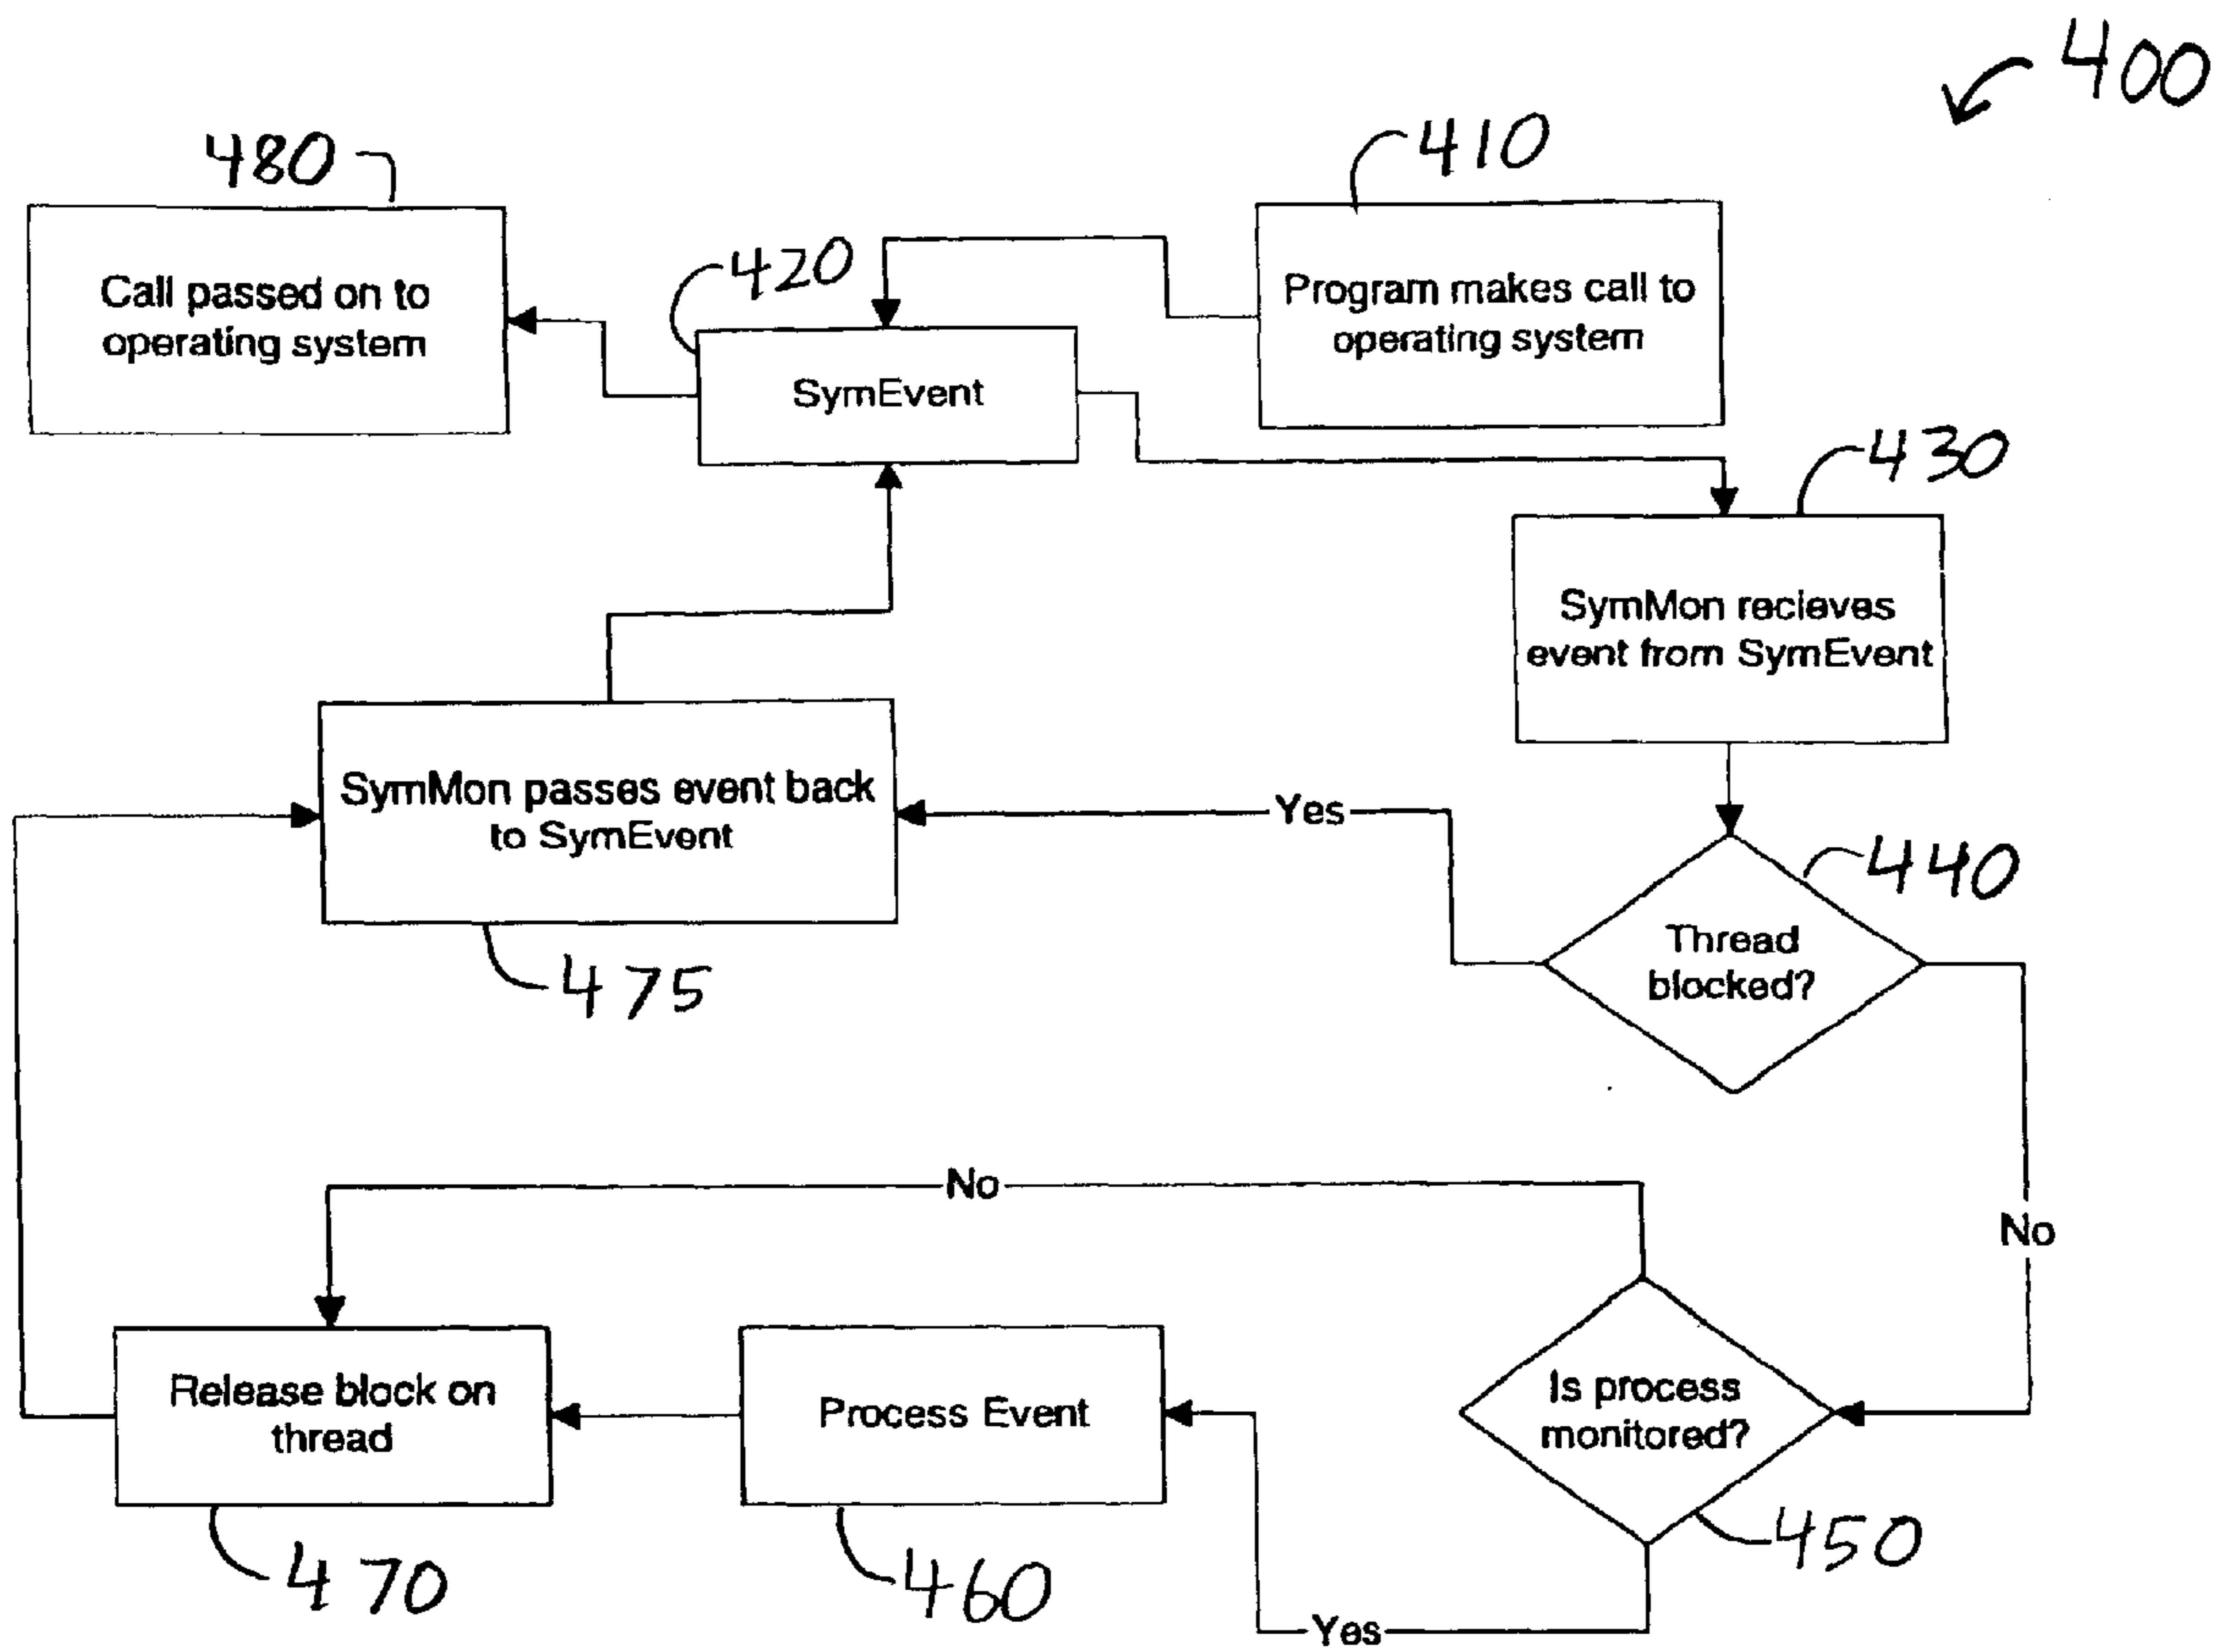 400
480
410
Call passed on to
operating system
420
Program makes call to
operating system
SymEvent
430
SymMon recieves
event from SymEvent
SymMon passes event back
to SymEvent
Yes
440
Thread
blocked?
475
No
No
Release block on
thread
Process Event
Is process
monitored?
470
460
450
Yes